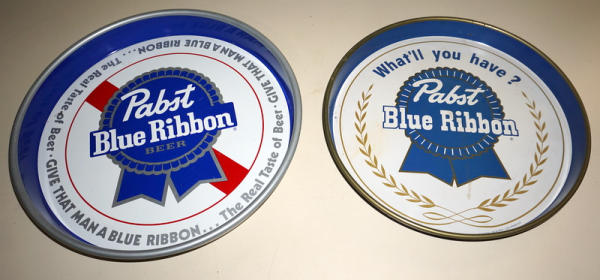 GIVE THAT MAN A BLUE RIBBON... The Real Taste of Beer • GIVE THAT MAN A BLUE RIBBON... The Real Taste of Beer •
Pabst
Blue Ribbon
BEER
What'll you have?
Pabst
Blue Ribbon